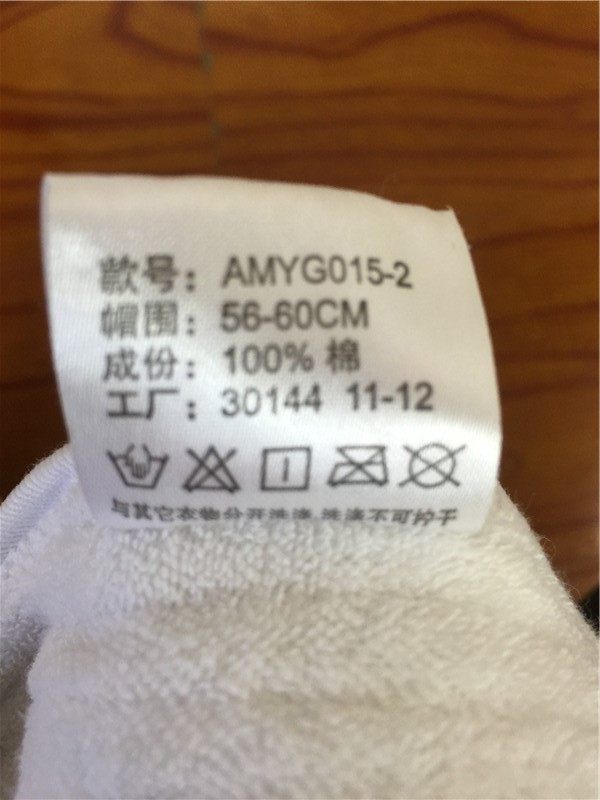 款号：AMYG015-2
帽围：56-60CM
成份：100% 棉
工厂：30144 11-12
与其它衣物分开洗涤,洗涤不可拧干